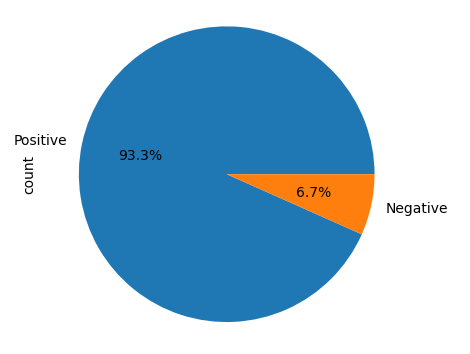 Positive
93.3%
count
6.7%
Negative